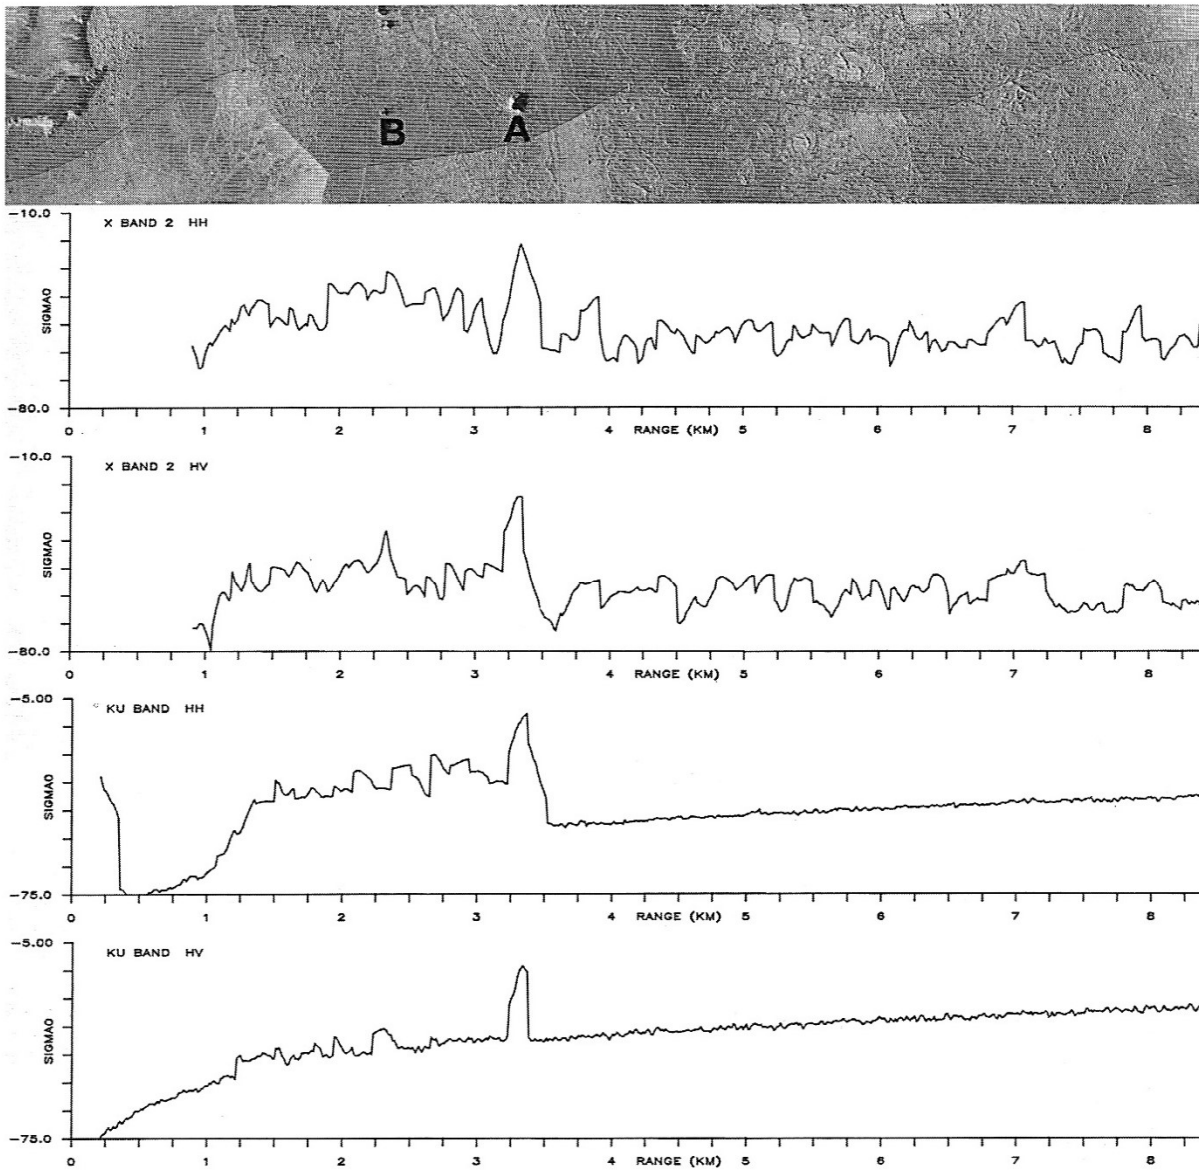 B A
-10.0
X BAND 2 HH
SIGMA0
-80.0
0 1 2 3 4 RANGE (KM) 5 6 7 8
-10.0
X BAND 2 HV
SIGMA0
-80.0
0 1 2 3 4 RANGE (KM) 5 6 7 8
-5.00
KU BAND HH
SIGMA0
-75.0
0 1 2 3 4 RANGE (KM) 5 6 7 8
-5.00
KU BAND HV
SIGMA0
-75.0
0 1 2 3 4 RANGE (KM) 5 6 7 8